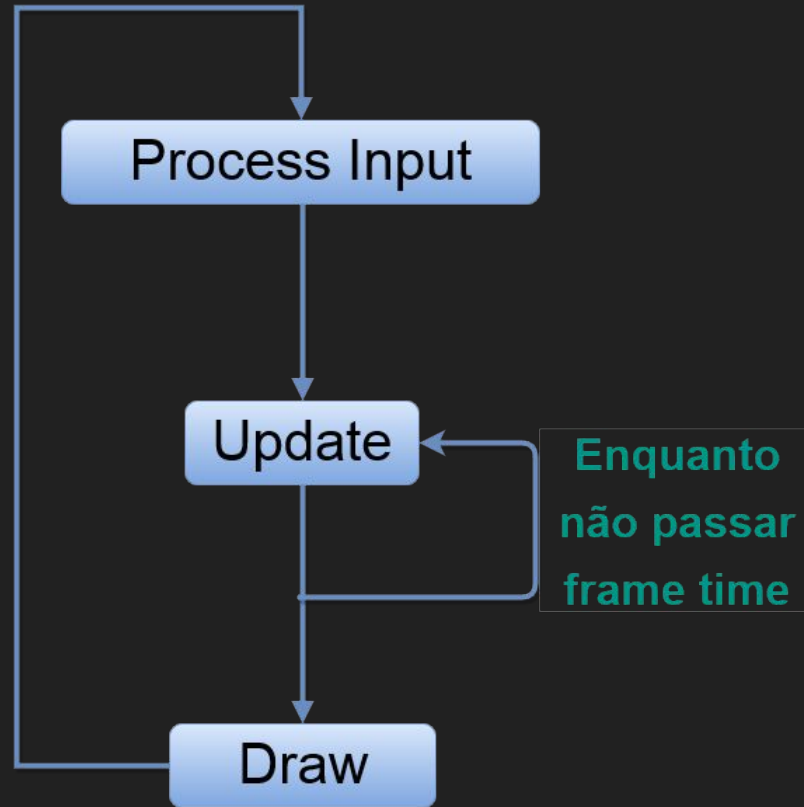 Process Input
Update
Enquanto
não passar
frame time
Draw